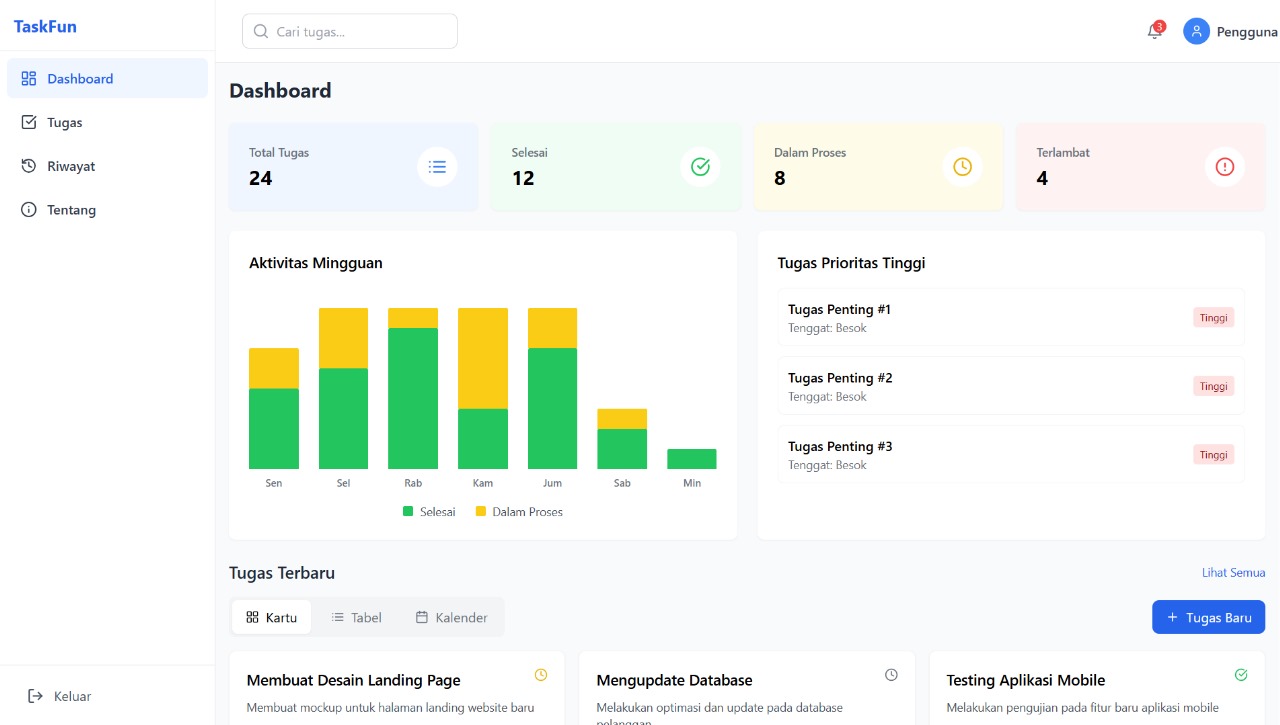 TaskFun
Dashboard
Tugas
Riwayat
Tentang
Keluar
Cari tugas...
3
Pengguna
Dashboard
Total Tugas
24
Selesai
12
Dalam Proses
8
Terlambat
4
Aktivitas Mingguan
Sen Sel Rab Kam Jum Sab Min
Selesai Dalam Proses
Tugas Prioritas Tinggi
Tugas Penting #1
Tenggat: Besok
Tinggi
Tugas Penting #2
Tenggat: Besok
Tinggi
Tugas Penting #3
Tenggat: Besok
Tinggi
Tugas Terbaru
Lihat Semua
Kartu Tabel Kalender
+ Tugas Baru
Membuat Desain Landing Page
Membuat mockup untuk halaman landing website baru
Mengupdate Database
Melakukan optimasi dan update pada database
pelanggan
Testing Aplikasi Mobile
Melakukan pengujian pada fitur baru aplikasi mobile